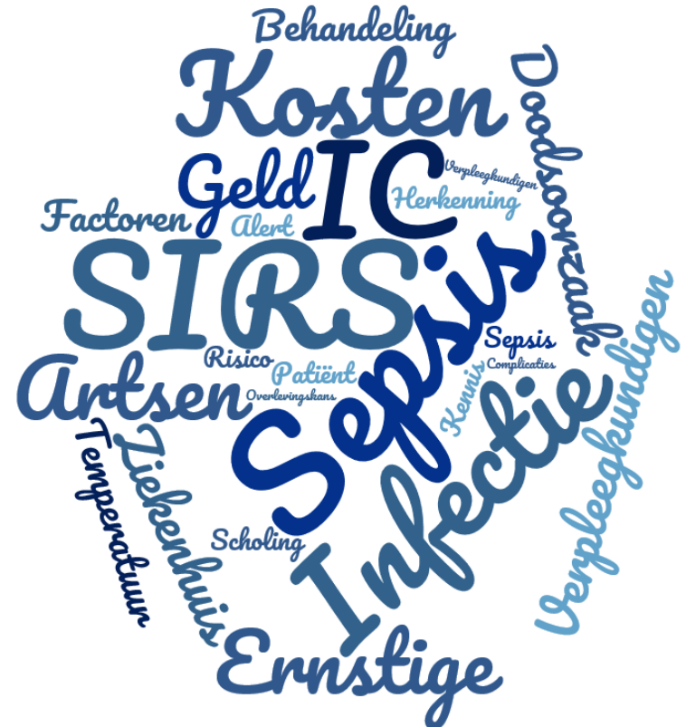 Behandeling
Kosten
Doodsoorzaak
Geld
IC
Verpleegkundigen
Herkenning
Factoren
Alert
SIRS
Sepsis
Sepsis
Risico
Patiënt
Complicaties
Artsen
Overlevingskans
Kennis
Infectie
Verpleegkundigen
Temperatuur
Ziekenhuis
Scholing
Ernstige